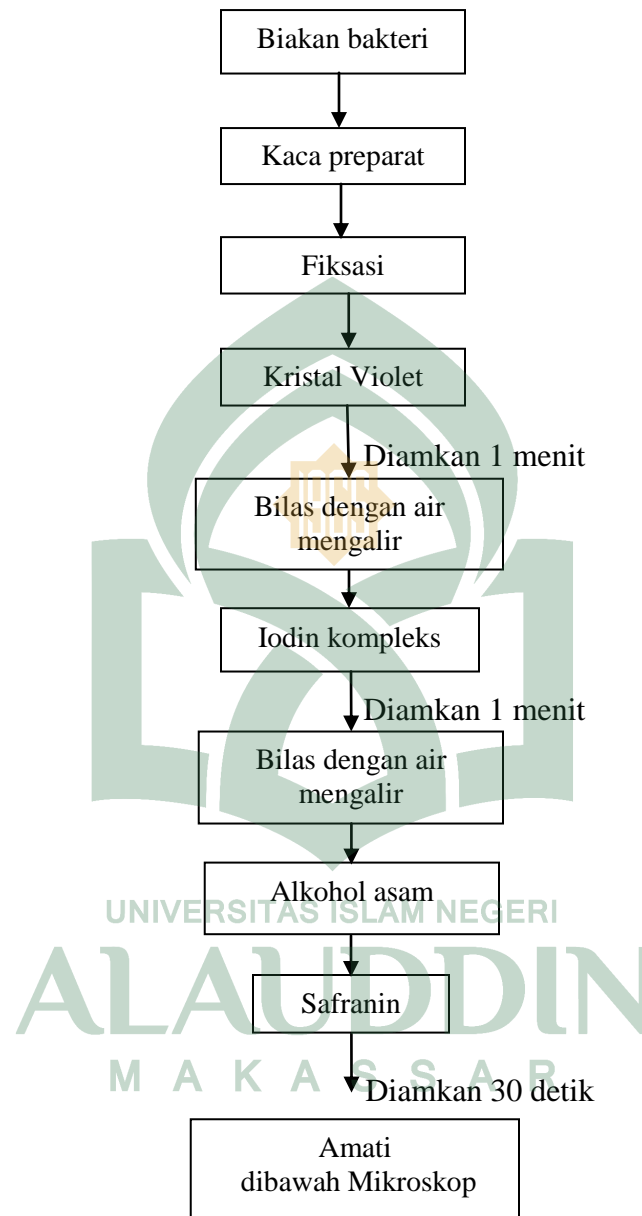 Biakan bakteri
Kaca preparat
Fiksasi
Kristal Violet
Diamkan 1 menit
Bilas dengan air
mengalir
Iodin kompleks
Diamkan 1 menit
Bilas dengan air
mengalir
Alkohol asam
UNIVERSITAS ISLAM NEGERI
ALAUDDIN
Safranin
MAKASSAR
Diamkan 30 detik
Amati
dibawah Mikroskop